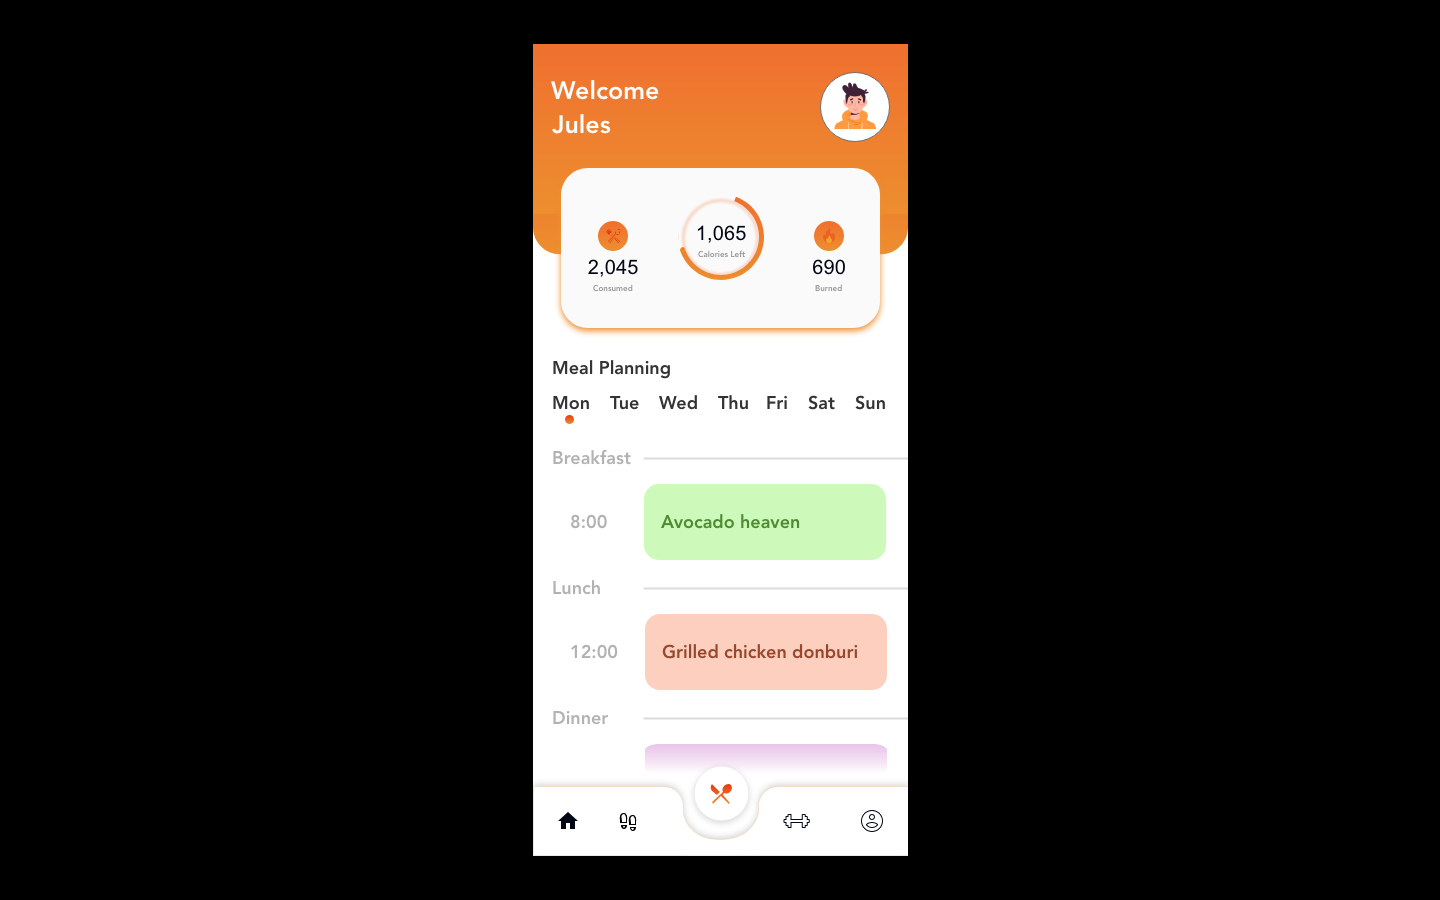 Welcome
Jules
1,065
Calories Left
2,045
Consumed
690
Burned
Meal Planning
Mon Tue Wed Thu Fri Sat Sun
Breakfast
8:00 Avocado heaven
Lunch
12:00 Grilled chicken donburi
Dinner